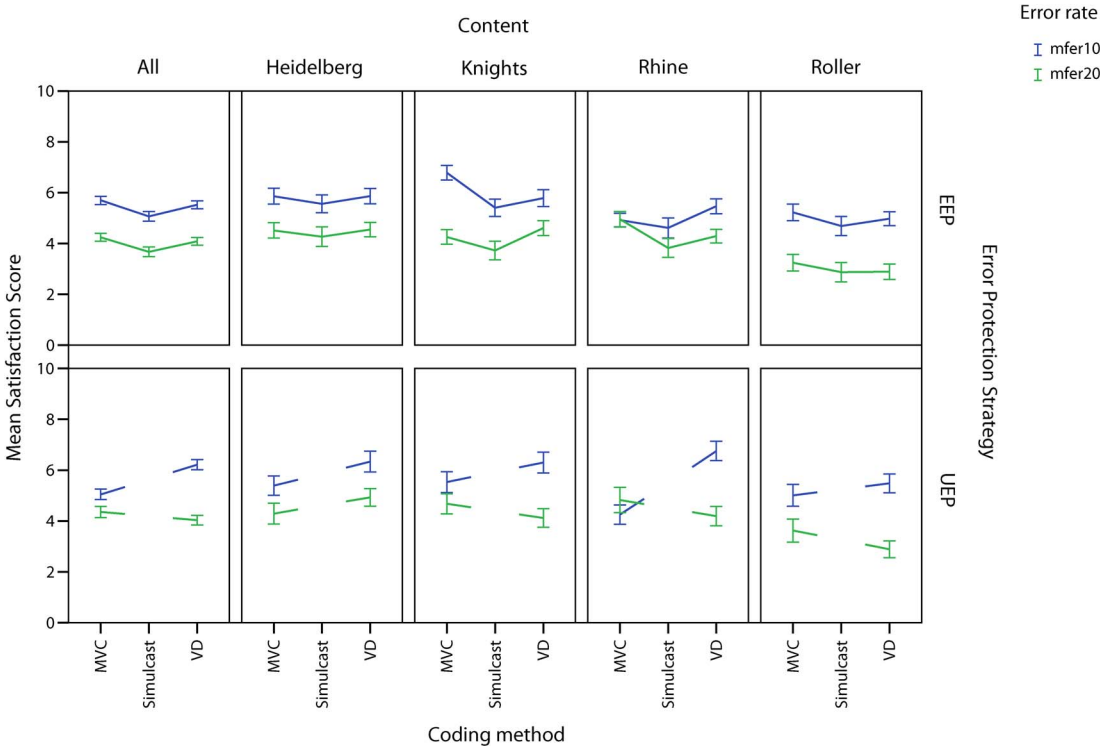 Error rate
Content
mfer10
mfer20
All Heidelberg Knights Rhine Roller
10
8
6
4
2
0
EEP
Mean Satisfaction Score
Error Protection Strategy
10
8
6
4
2
0
UEP
MVC Simulcast VD MVC Simulcast VD MVC Simulcast VD MVC Simulcast VD MVC Simulcast VD
Coding method